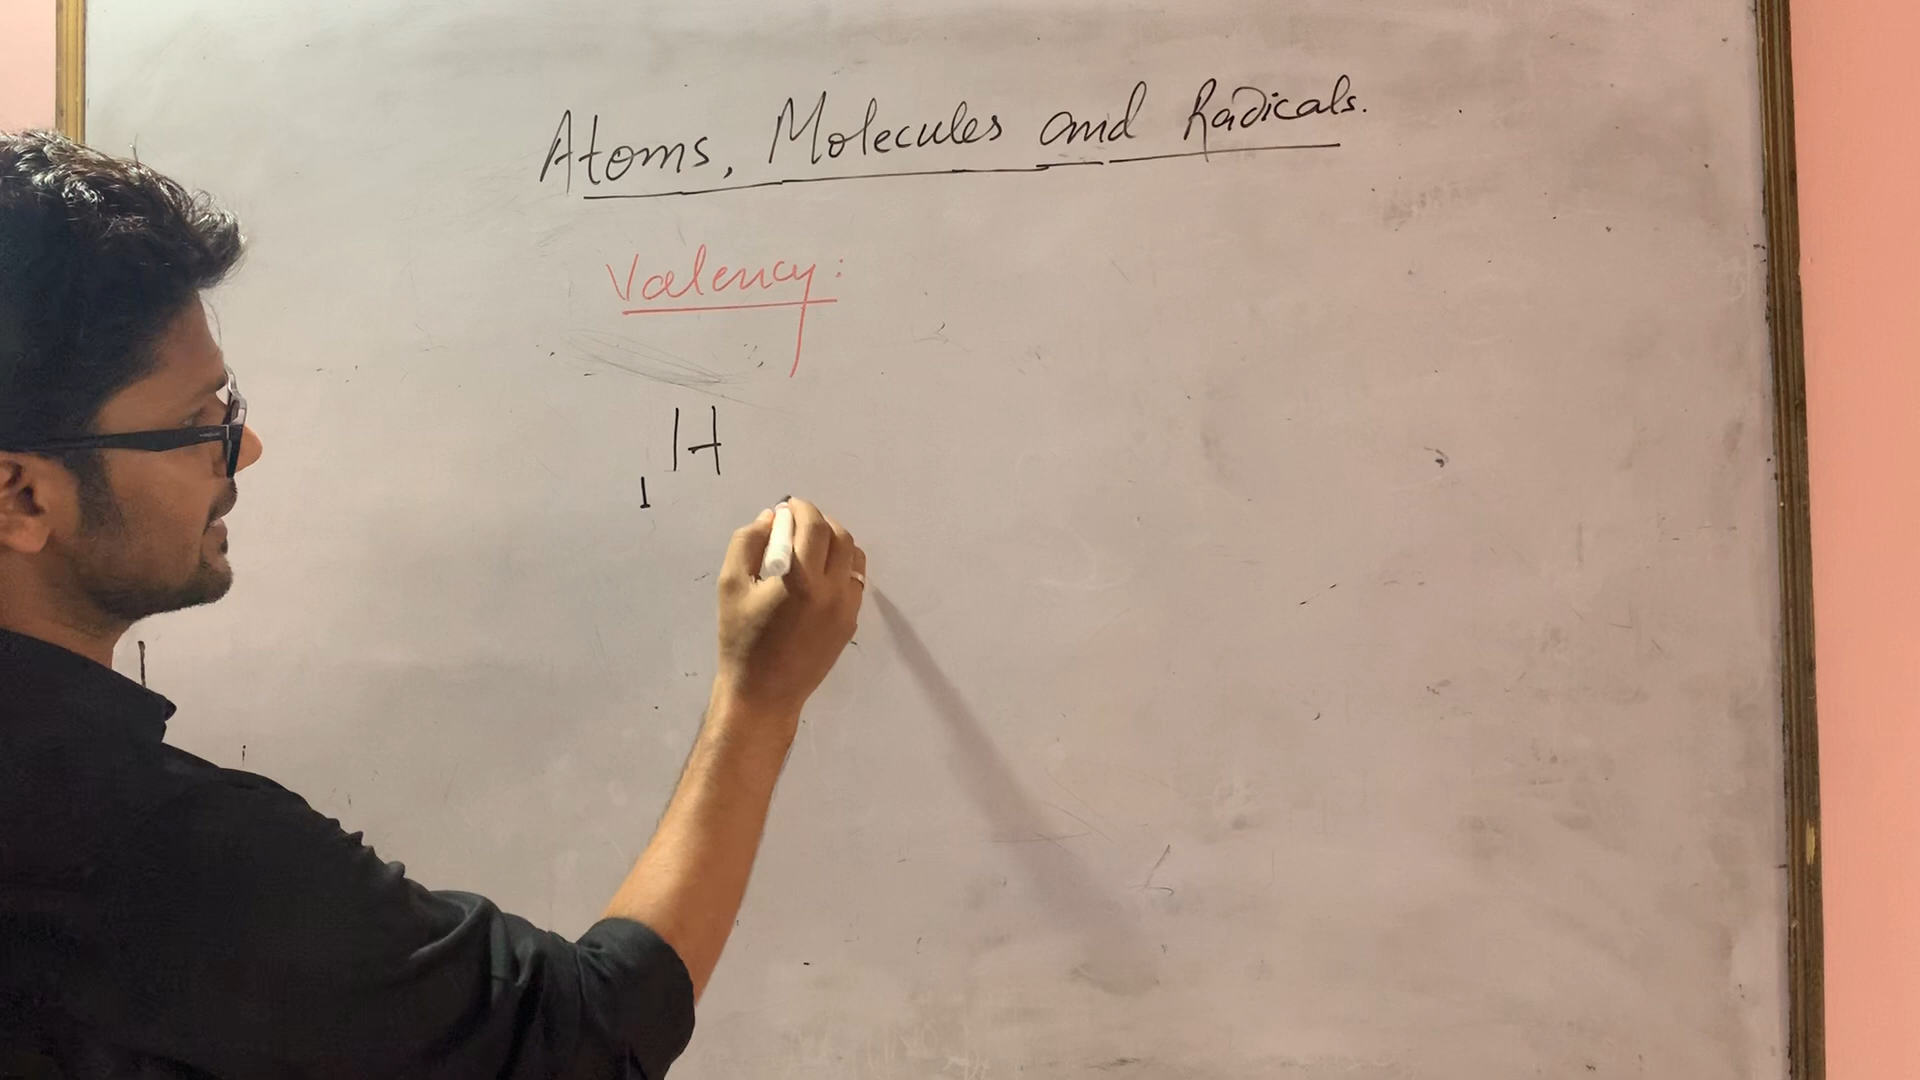 Atoms, Molecules and Radicals.
Valency:
H
1